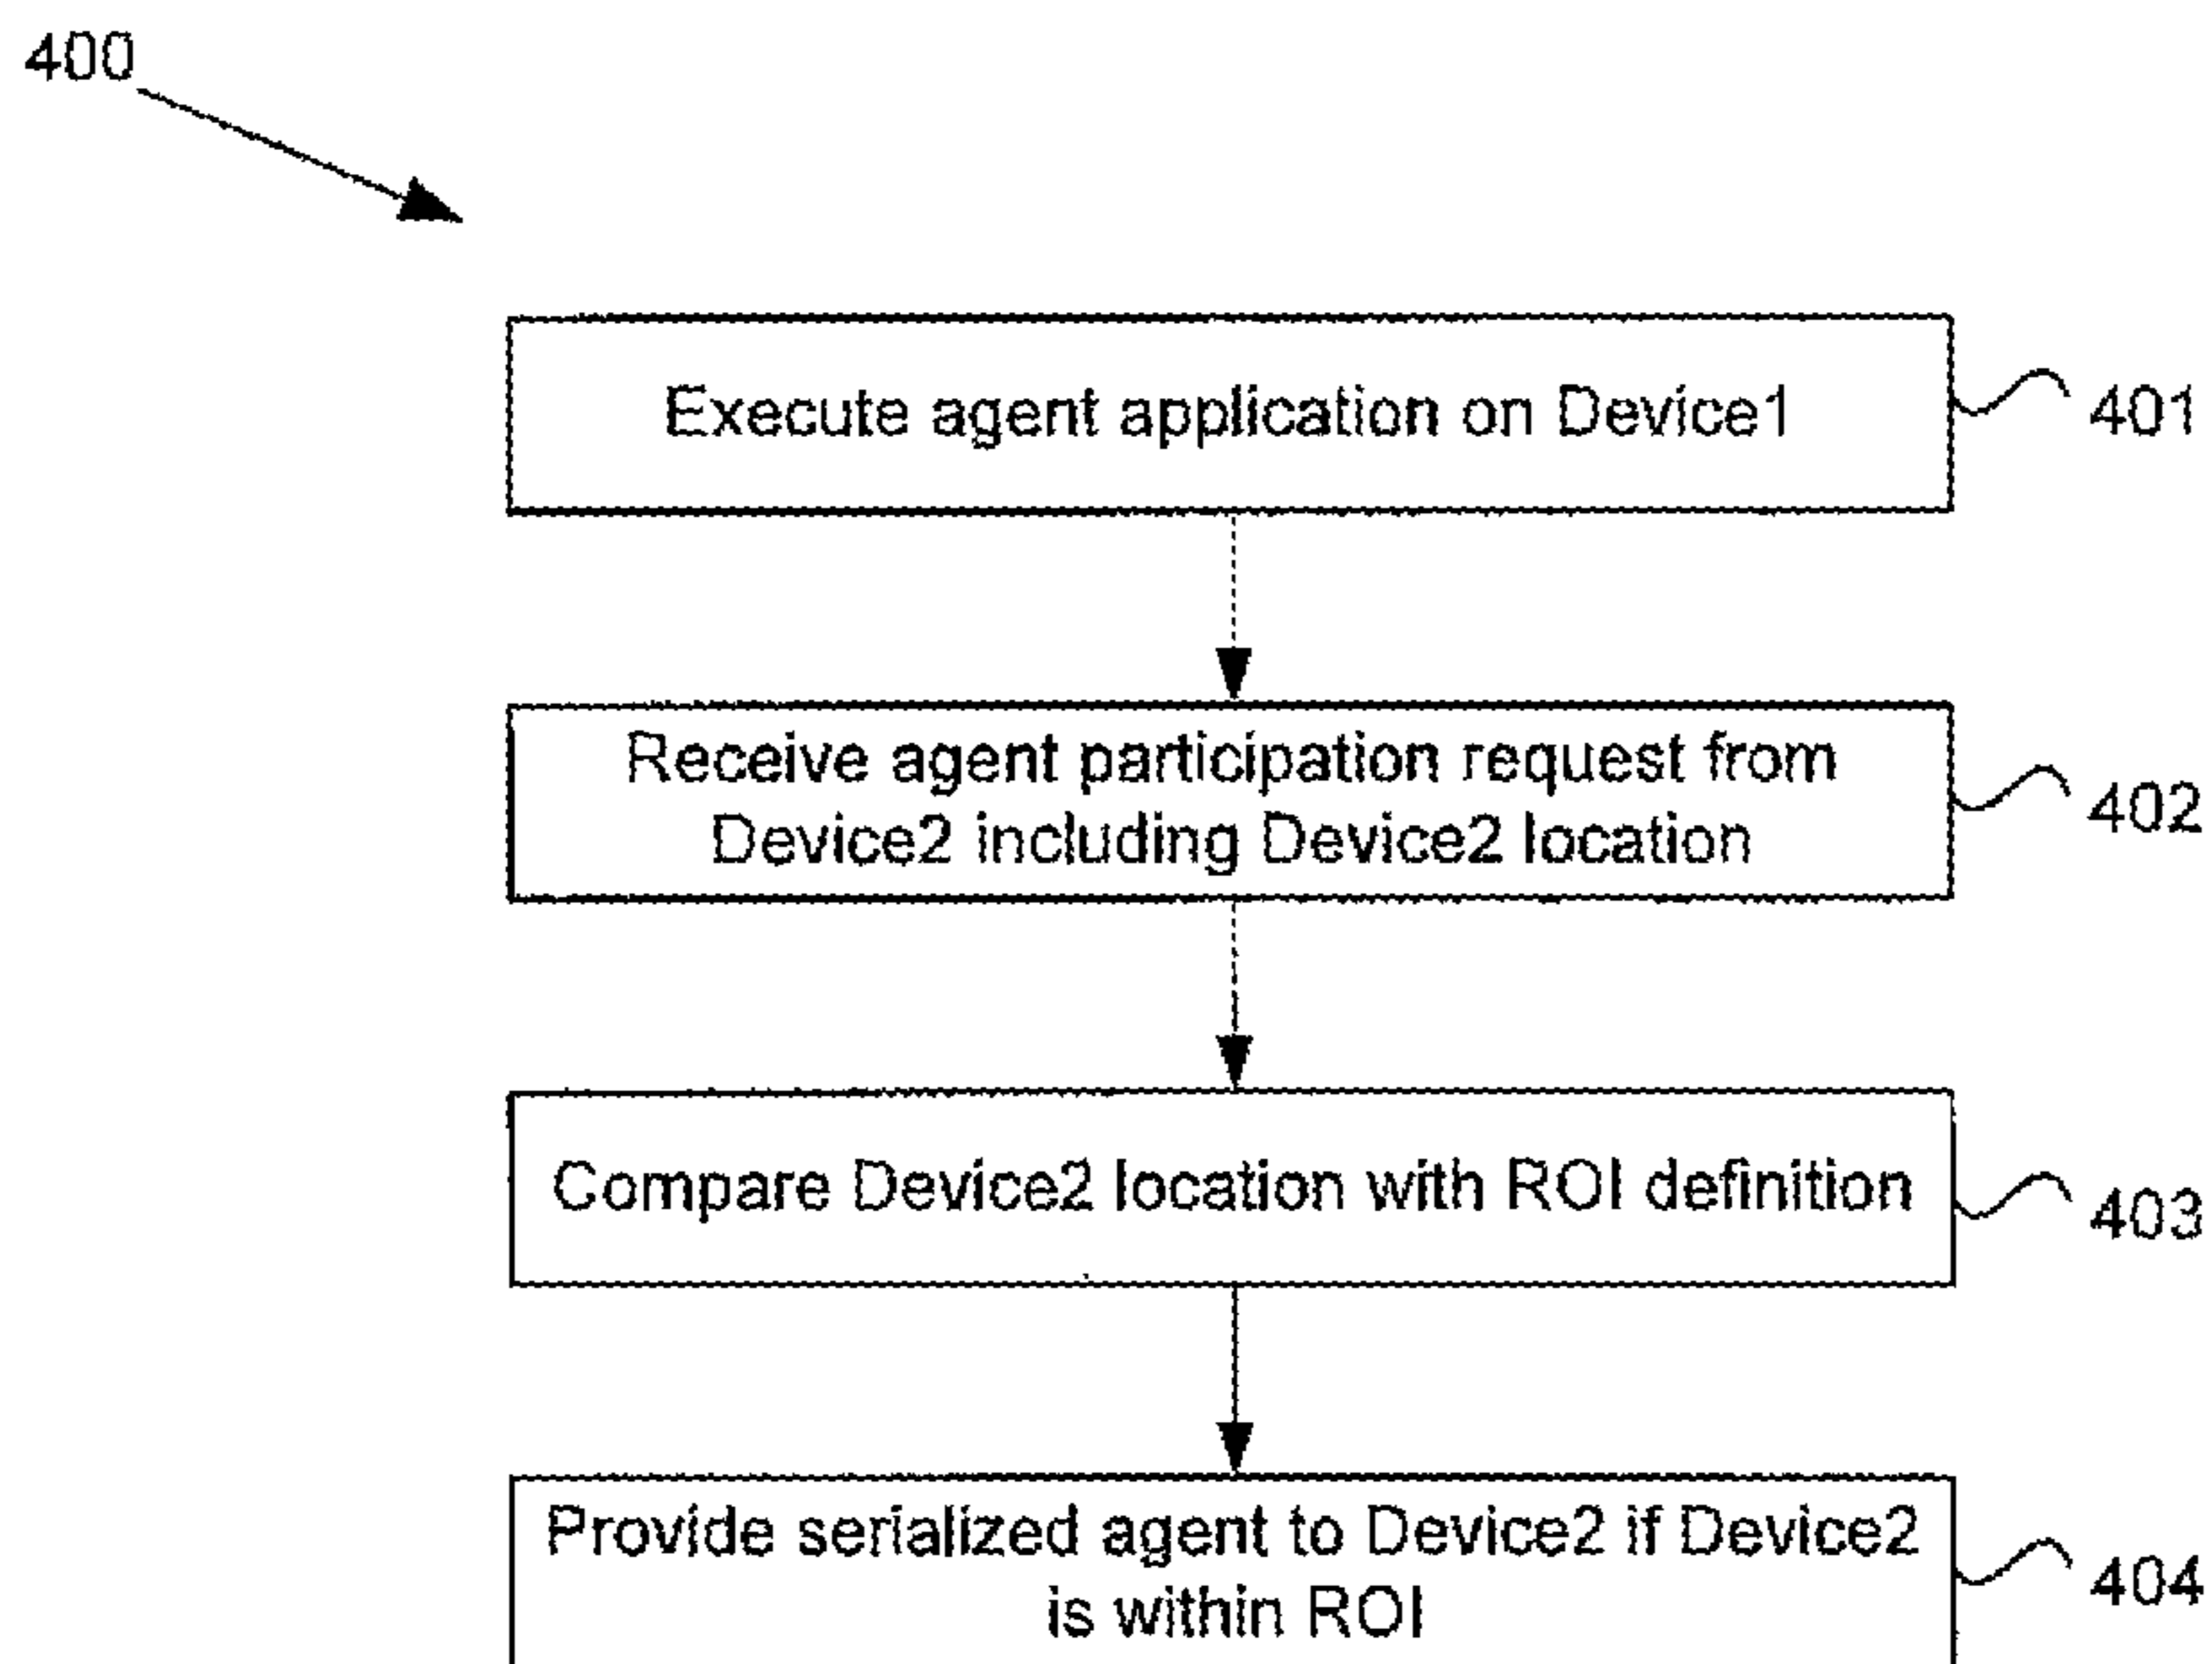 400
Execute agent application on Device1
401
Receive agent participation request from
Device2 including Device2 location
402
Compare Device2 location with ROI definition
403
Provide serialized agent to Device2 if Device2
is within ROI
404